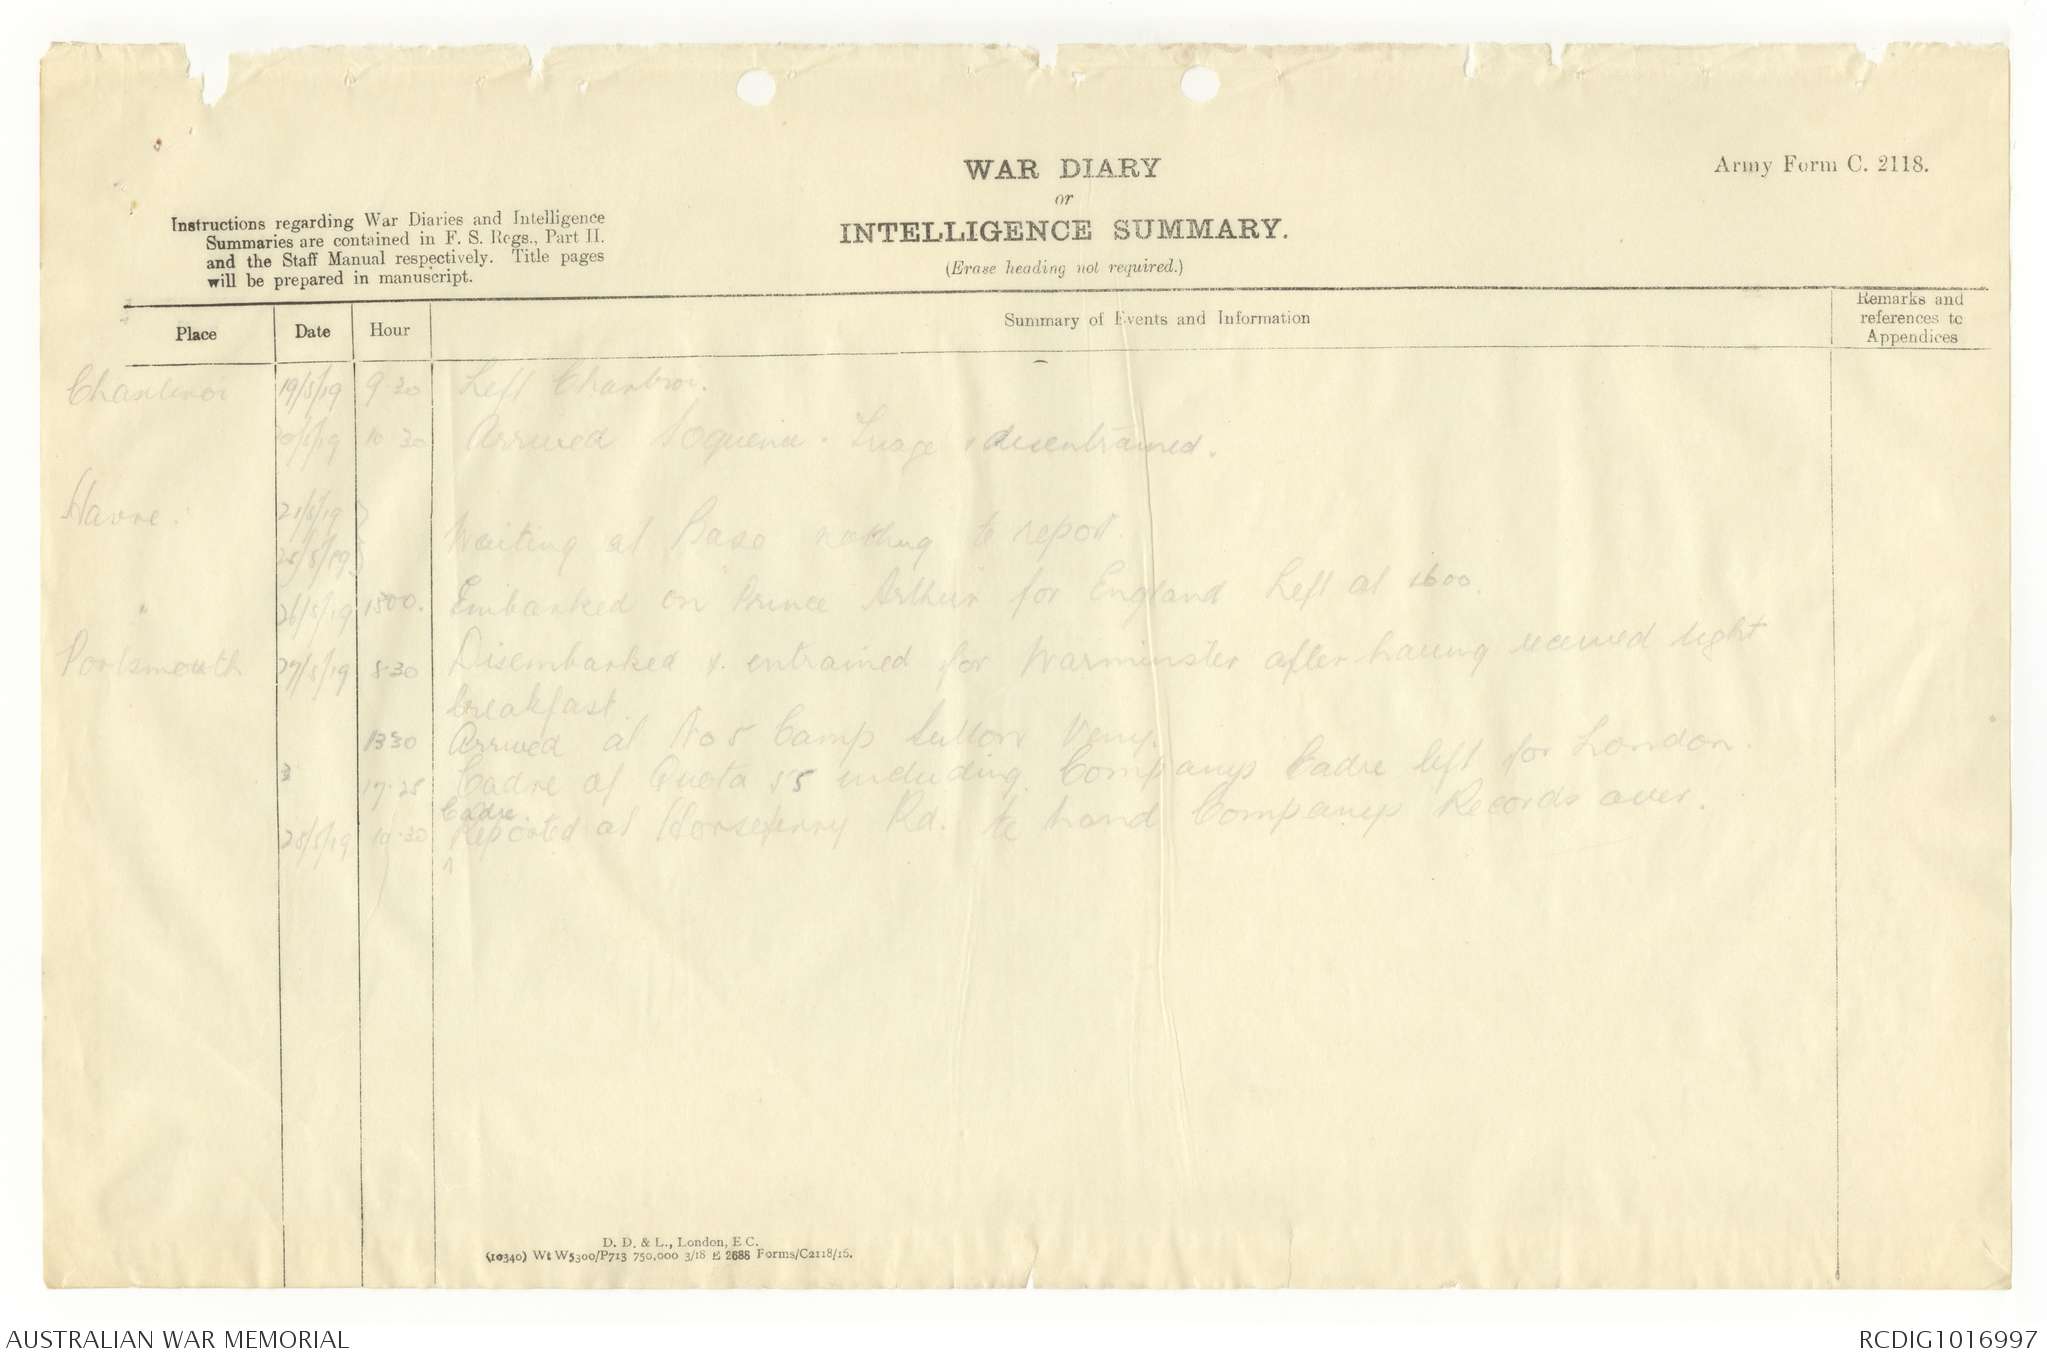 WAR DIARY
or
INTELLIGENCE SUMMARY.
(Erase heading not required.)
Army Form C. 2118.
Instructions regarding War Diaries and Intelligence
Summaries are contained in F. S. Regs., Part II.
and the Staff Manual respectively. Title pages
will be prepared in manuscript.
Place Date Hour Summary of Events and Information Remarks and references to Appendices
Charleroi 19/5/19 9.30 Left Charleroi.
20/5/19 10.30 Arrived Triage & disentrained.
Havre. 21/5/19
25/5/19 Waiting at Base nothing to report.
" 26/5/19 1500. Embarked on Prince Arthur for England Left at 1600.
Portsmouth 27/5/19 8.30 Disembarked & entrained for Warminster after having received light
breakfast.
1330 Arrived at No 5 Camp Sutton Veny.
17.25 Cadre of Quota 55 including Companys Cadre left for London.
28/5/19 10.30 Cadre Reported at Horseferry Rd. to hand Companys Records over.
D. D. & L., London, E C.
(10340) Wt W5300/P713 750,000 3/18 E 2688 Forms/C2118/16.
AUSTRALIAN WAR MEMORIAL
RCDIG1016997